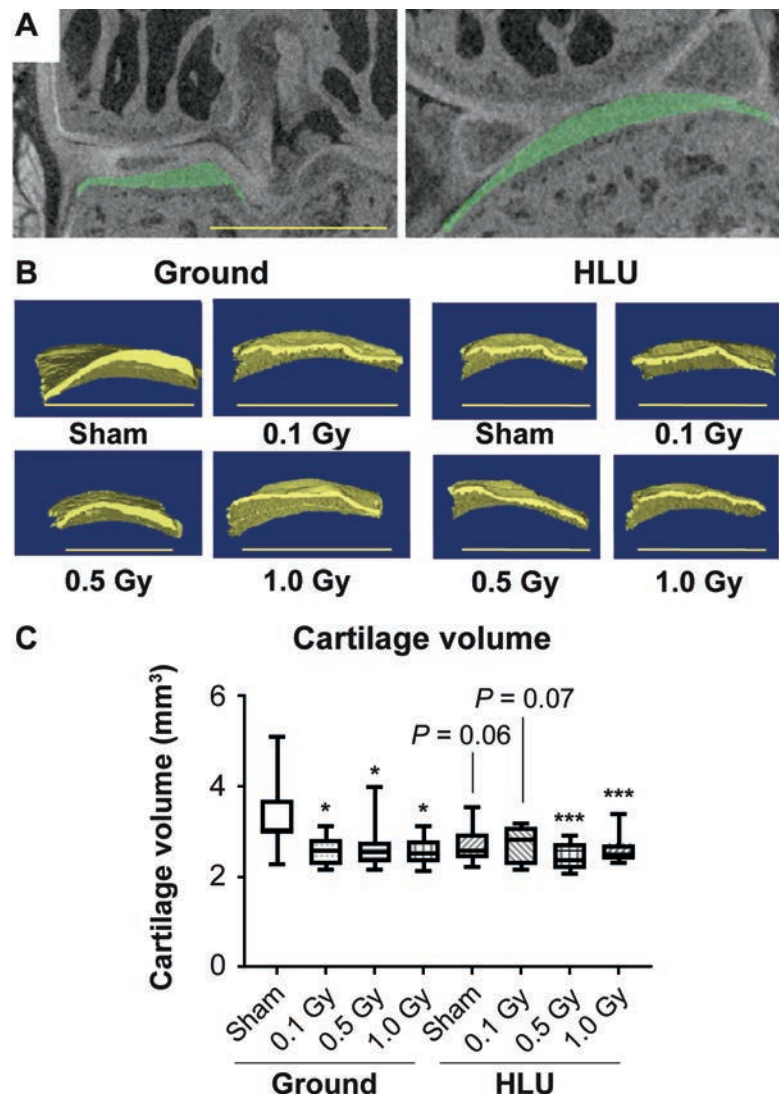 A
B
Ground
HLU
Sham
0.1 Gy
Sham
0.1 Gy
0.5 Gy
1.0 Gy
0.5 Gy
1.0 Gy
C
Cartilage volume
Cartilage volume (mm³)
6
4
2
0
P = 0.07
P = 0.06
*
*
*
***
***
Sham
0.1 Gy
0.5 Gy
1.0 Gy
Sham
0.1 Gy
0.5 Gy
1.0 Gy
Ground
HLU